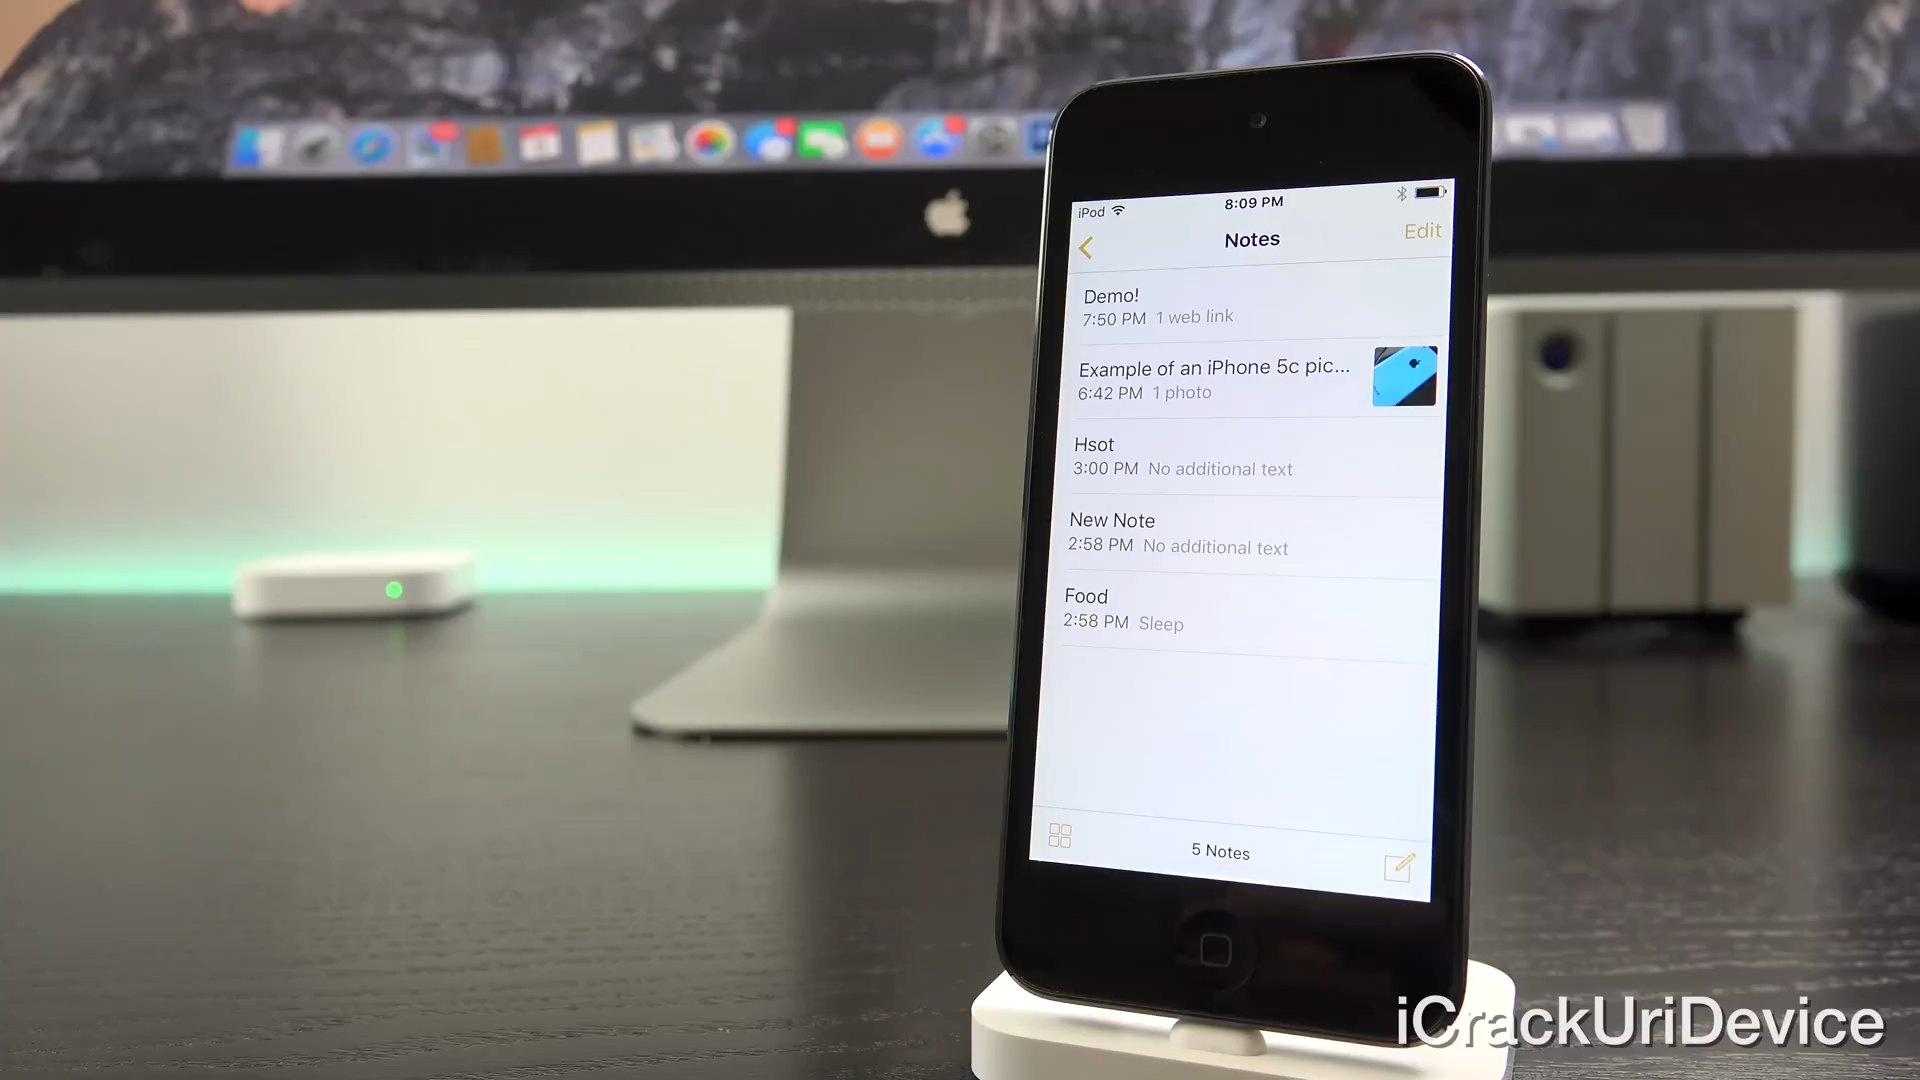 iPod
8:09 PM
Notes
Edit
Demo!
7:50 PM 1 web link
Example of an iPhone 5c pic...
6:42 PM 1 photo
Hsot
3:00 PM No additional text
New Note
2:58 PM No additional text
Food
2:58 PM Sleep
5 Notes
iCrackUriDevice